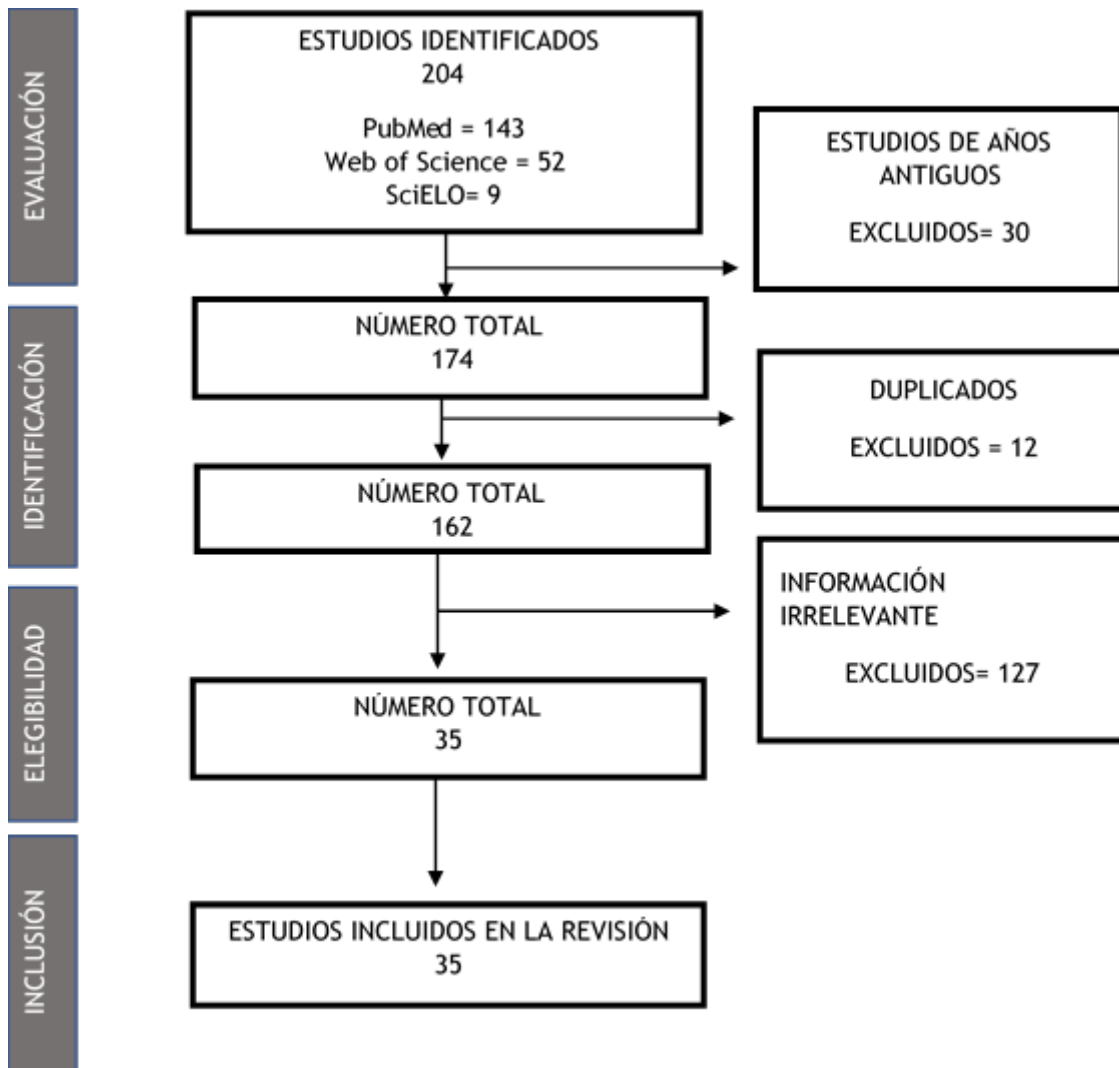 EVALUACIÓN
ESTUDIOS IDENTIFICADOS
204
PubMed = 143
Web of Science = 52
SciELO= 9
ESTUDIOS DE AÑOS
ANTIGUOS
EXCLUIDOS= 30
IDENTIFICACIÓN
NÚMERO TOTAL
174
DUPLICADOS
EXCLUIDOS = 12
NÚMERO TOTAL
162
INFORMACIÓN
IRRELEVANTE
EXCLUIDOS= 127
ELEGIBILIDAD
NÚMERO TOTAL
35
INCLUSIÓN
ESTUDIOS INCLUIDOS EN LA REVISIÓN
35